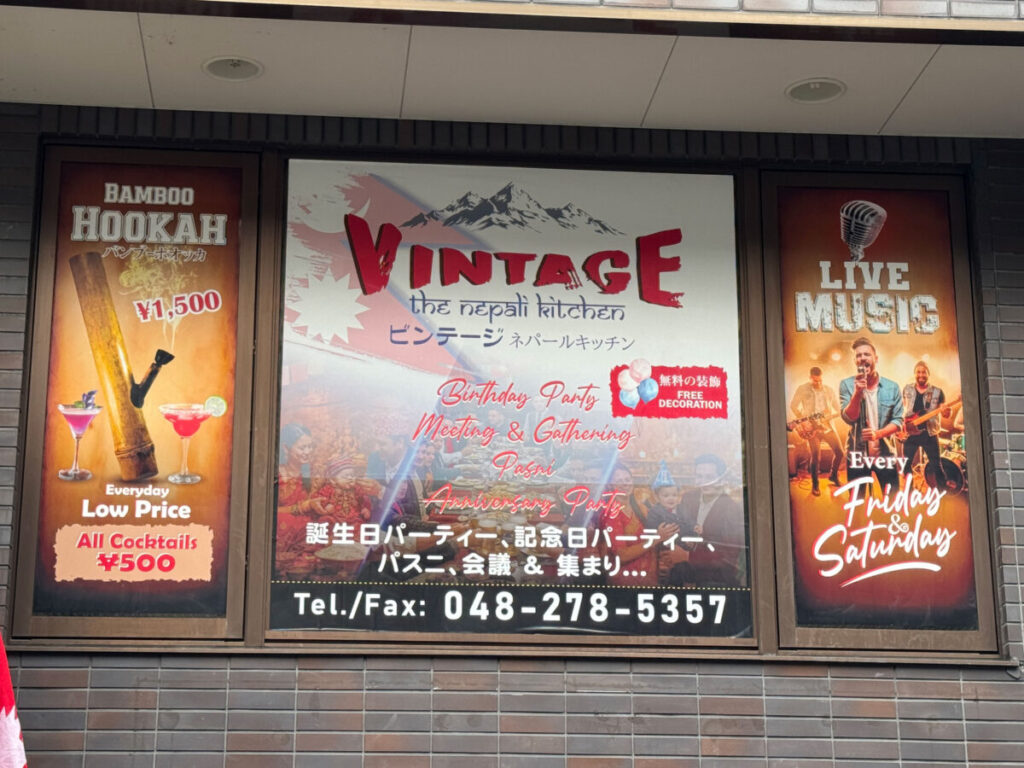 BAMBOO
HOOKAH
バンブーホオッカ
¥1,500
Everyday
Low Price
All Cocktails
¥500
VINTAGE
the nepali kitchen
ビンテージ ネパールキッチン
無料の装飾
FREE
DECORATION
Birthday Party
Meeting & Gathering
Pasni
Anniversary Party
誕生日パーティー、記念日パーティー、
パスニ、会議 & 集まり...
Tel./Fax: 048-278-5357
LIVE
MUSIC
Every
Friday
&
Saturday